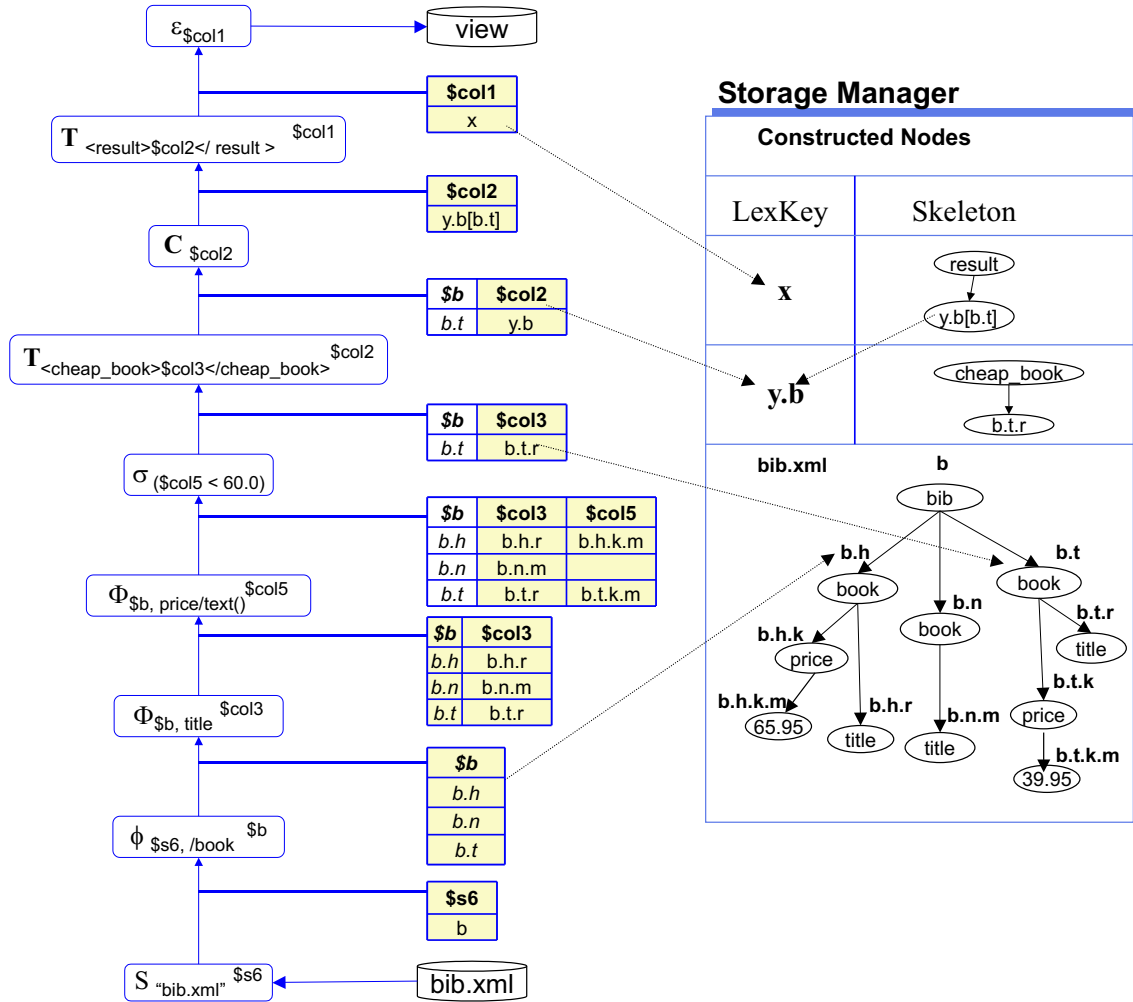 ε$col1
view
$col1
x
T <result>$col2</ result > $col1
$col2
y.b[b.t]
C $col2
$b $col2
b.t y.b
T<cheap_book>$col3</cheap_book> $col2
$b $col3
b.t b.t.r
σ ($col5 < 60.0)
$b $col3 $col5
b.h b.h.r b.h.k.m
b.n b.n.m
b.t b.t.r b.t.k.m
Φ$b, price/text() $col5
$b $col3
b.h b.h.r
b.n b.n.m
b.t b.t.r
Φ$b, title $col3
$b
b.h
b.n
b.t
ϕ $s6, /book $b
$s6
b
S “bib.xml” $s6
bib.xml
Storage Manager
Constructed Nodes
LexKey Skeleton
x
result
y.b[b.t]
y.b
cheap_book
b.t.r
bib.xml b
bib
b.h b.t
book book
b.n b.t.r
book title
b.h.k
price
b.t.k
b.h.k.m b.h.r b.n.m price
65.95 title title
b.t.k.m
39.95